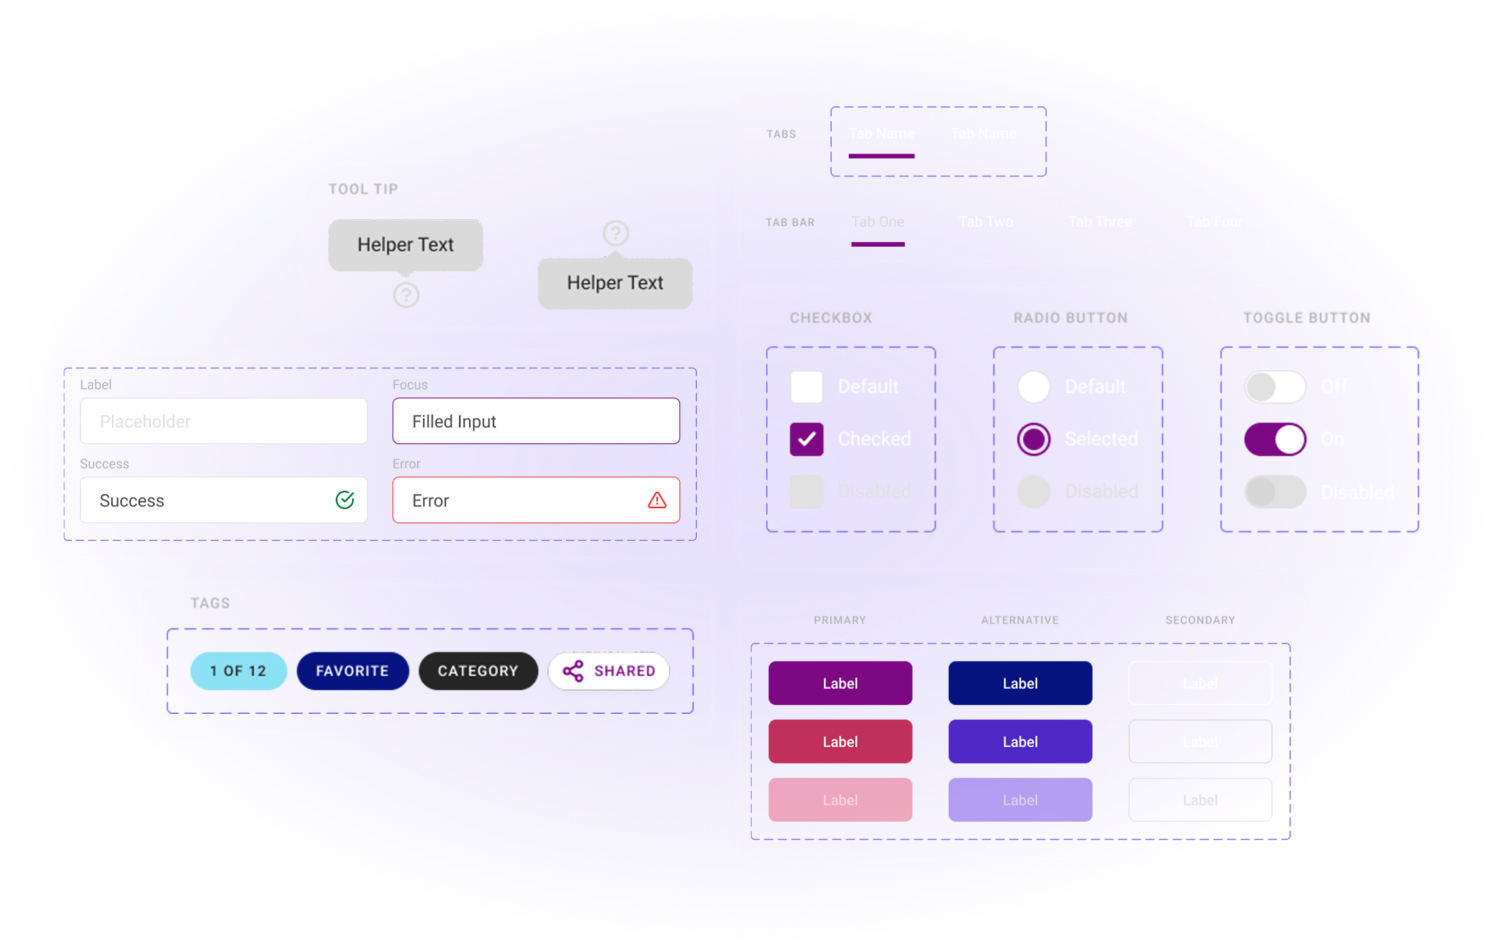 TABS
Tab Name Tab Name
TOOL TIP
Helper Text
Helper Text
TAB BAR
Tab One Tab Two Tab Three Tab Four
CHECKBOX
Default
Checked
Disabled
RADIO BUTTON
Default
Selected
Disabled
TOGGLE BUTTON
Off
On
Disabled
Label
Placeholder
Focus
Filled Input
Success
Success
Error
Error
TAGS
1 OF 12 FAVORITE CATEGORY SHARED
PRIMARY ALTERNATIVE SECONDARY
Label Label Label
Label Label Label
Label Label Label